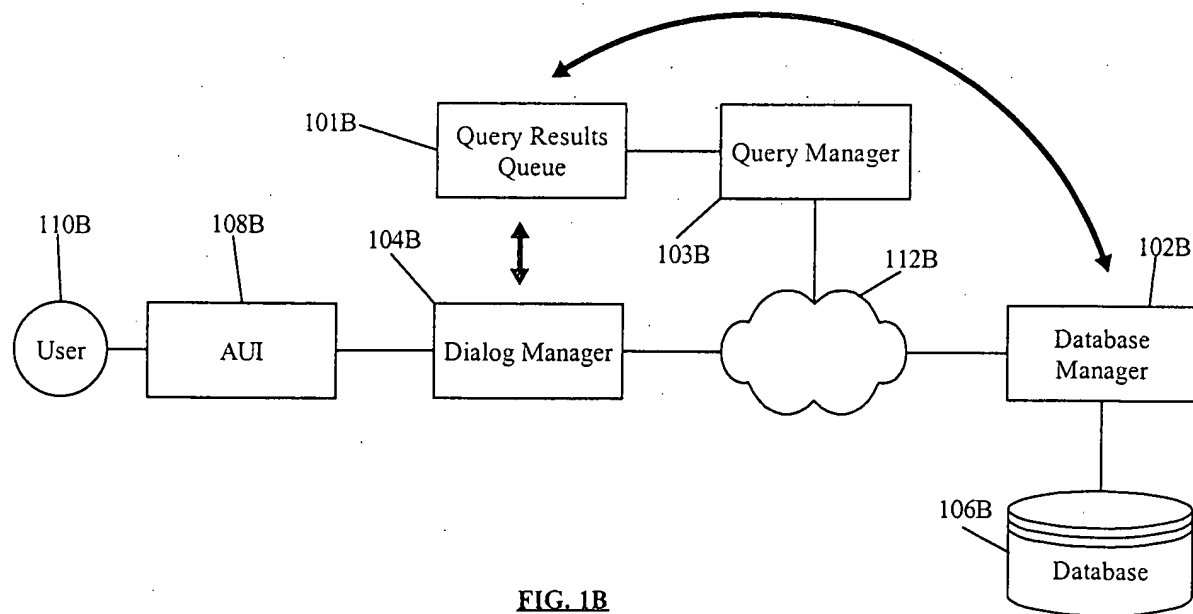 101B
Query Results
Queue
Query Manager
110B
108B
104B
103B
112B
102B
User
AUI
Dialog Manager
Database
Manager
106B
Database
FIG. 1B